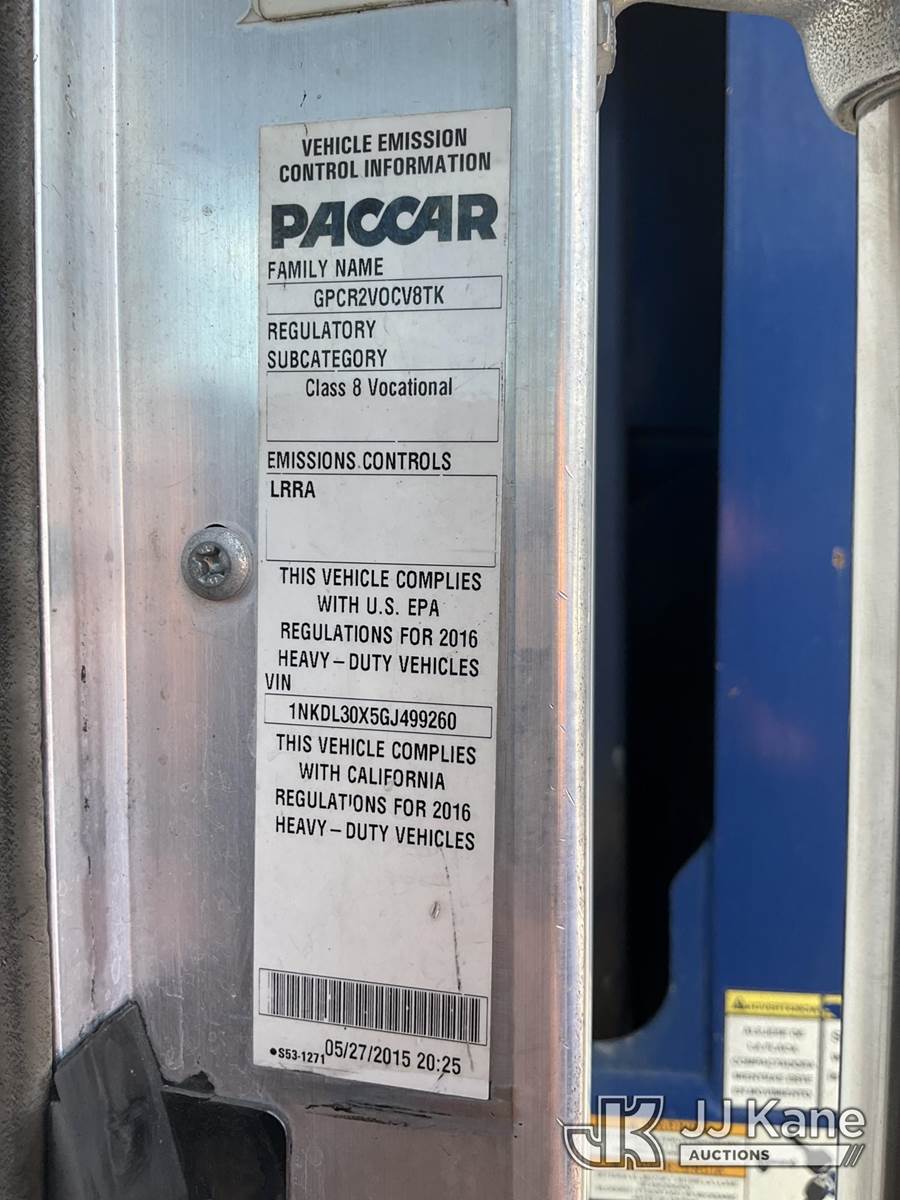 VEHICLE EMISSION
CONTROL INFORMATION
PACCAR
FAMILY NAME
GPCR2VOCV8TK
REGULATORY
SUBCATEGORY
Class 8 Vocational
EMISSIONS CONTROLS
LRRA
THIS VEHICLE COMPLIES
WITH U.S. EPA
REGULATIONS FOR 2016
HEAVY–DUTY VEHICLES
VIN
1NKDL30X5GJ499260
THIS VEHICLE COMPLIES
WITH CALIFORNIA
REGULATIONS FOR 2016
HEAVY–DUTY VEHICLES
•S53-1271 05/27/2015 20:25
JK JJ Kane
AUCTIONS